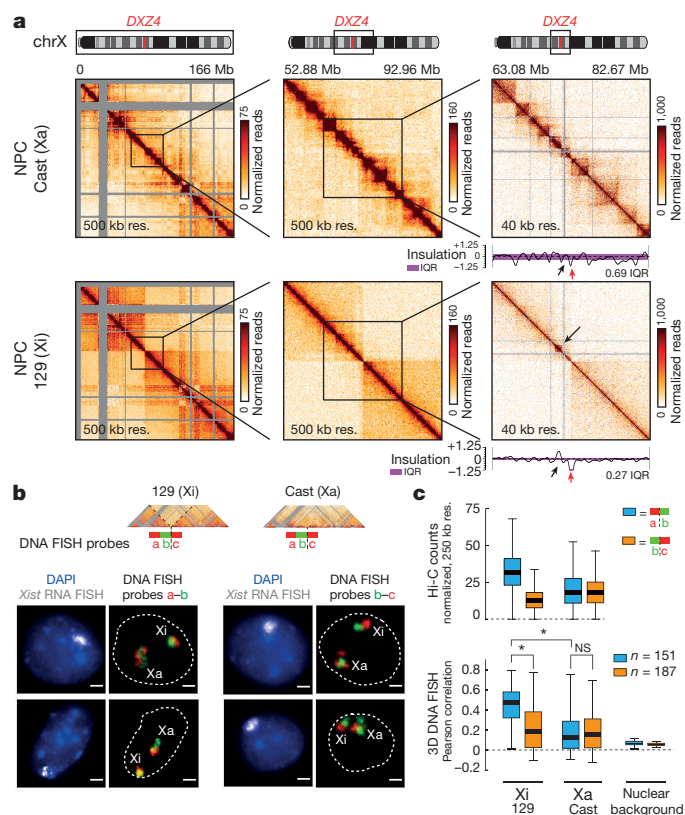 a
DXZ4 DXZ4 DXZ4
chrX
0 166 Mb 52.88 Mb 92.96 Mb 63.08 Mb 82.67 Mb
NPC
Cast (Xa)
500 kb res. 500 kb res. 40 kb res.
0 75 Normalized reads
0 160 Normalized reads
0 1,000 Normalized reads
Insulation +1.25 0 −1.25
IQR
0.69 IQR
NPC
129 (Xi)
500 kb res. 500 kb res. 40 kb res.
0 75 Normalized reads
0 160 Normalized reads
0 1,000 Normalized reads
Insulation +1.25 0 −1.25
IQR
0.27 IQR
b
129 (Xi) Cast (Xa)
DNA FISH probes a b c a b c
DAPI DNA FISH DAPI DNA FISH
Xist RNA FISH probes a–b Xist RNA FISH probes b–c
Xi Xi
Xa Xa
Xa Xi Xa
Xi
c
Hi-C counts
normalized, 250 kb res.
75
50
25
0
= a b
= b c
3D DNA FISH
Pearson correlation
0.8
0.6
0.4
0.2
0
−0.2
* * NS
n = 151
n = 187
Xi Xa Nuclear
129 Cast background